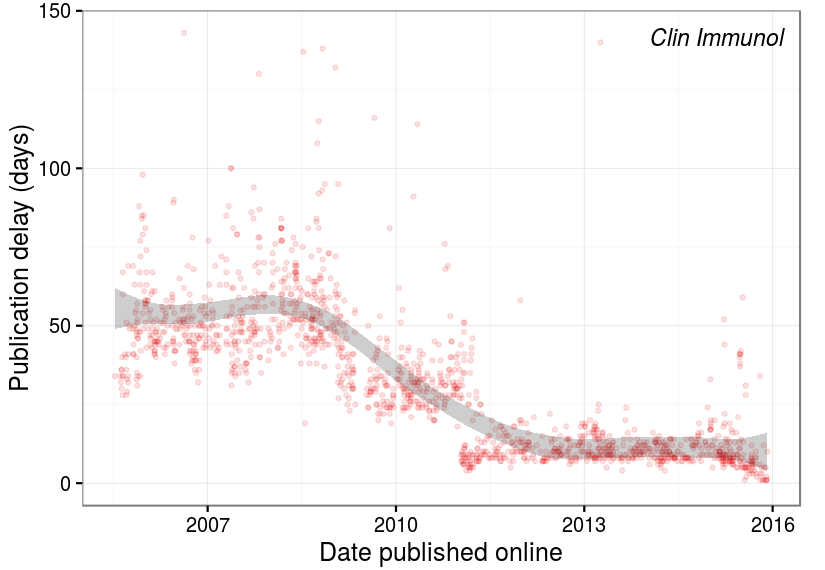 Clin Immunol
150
100
50
0
Publication delay (days)
2007 2010 2013 2016
Date published online